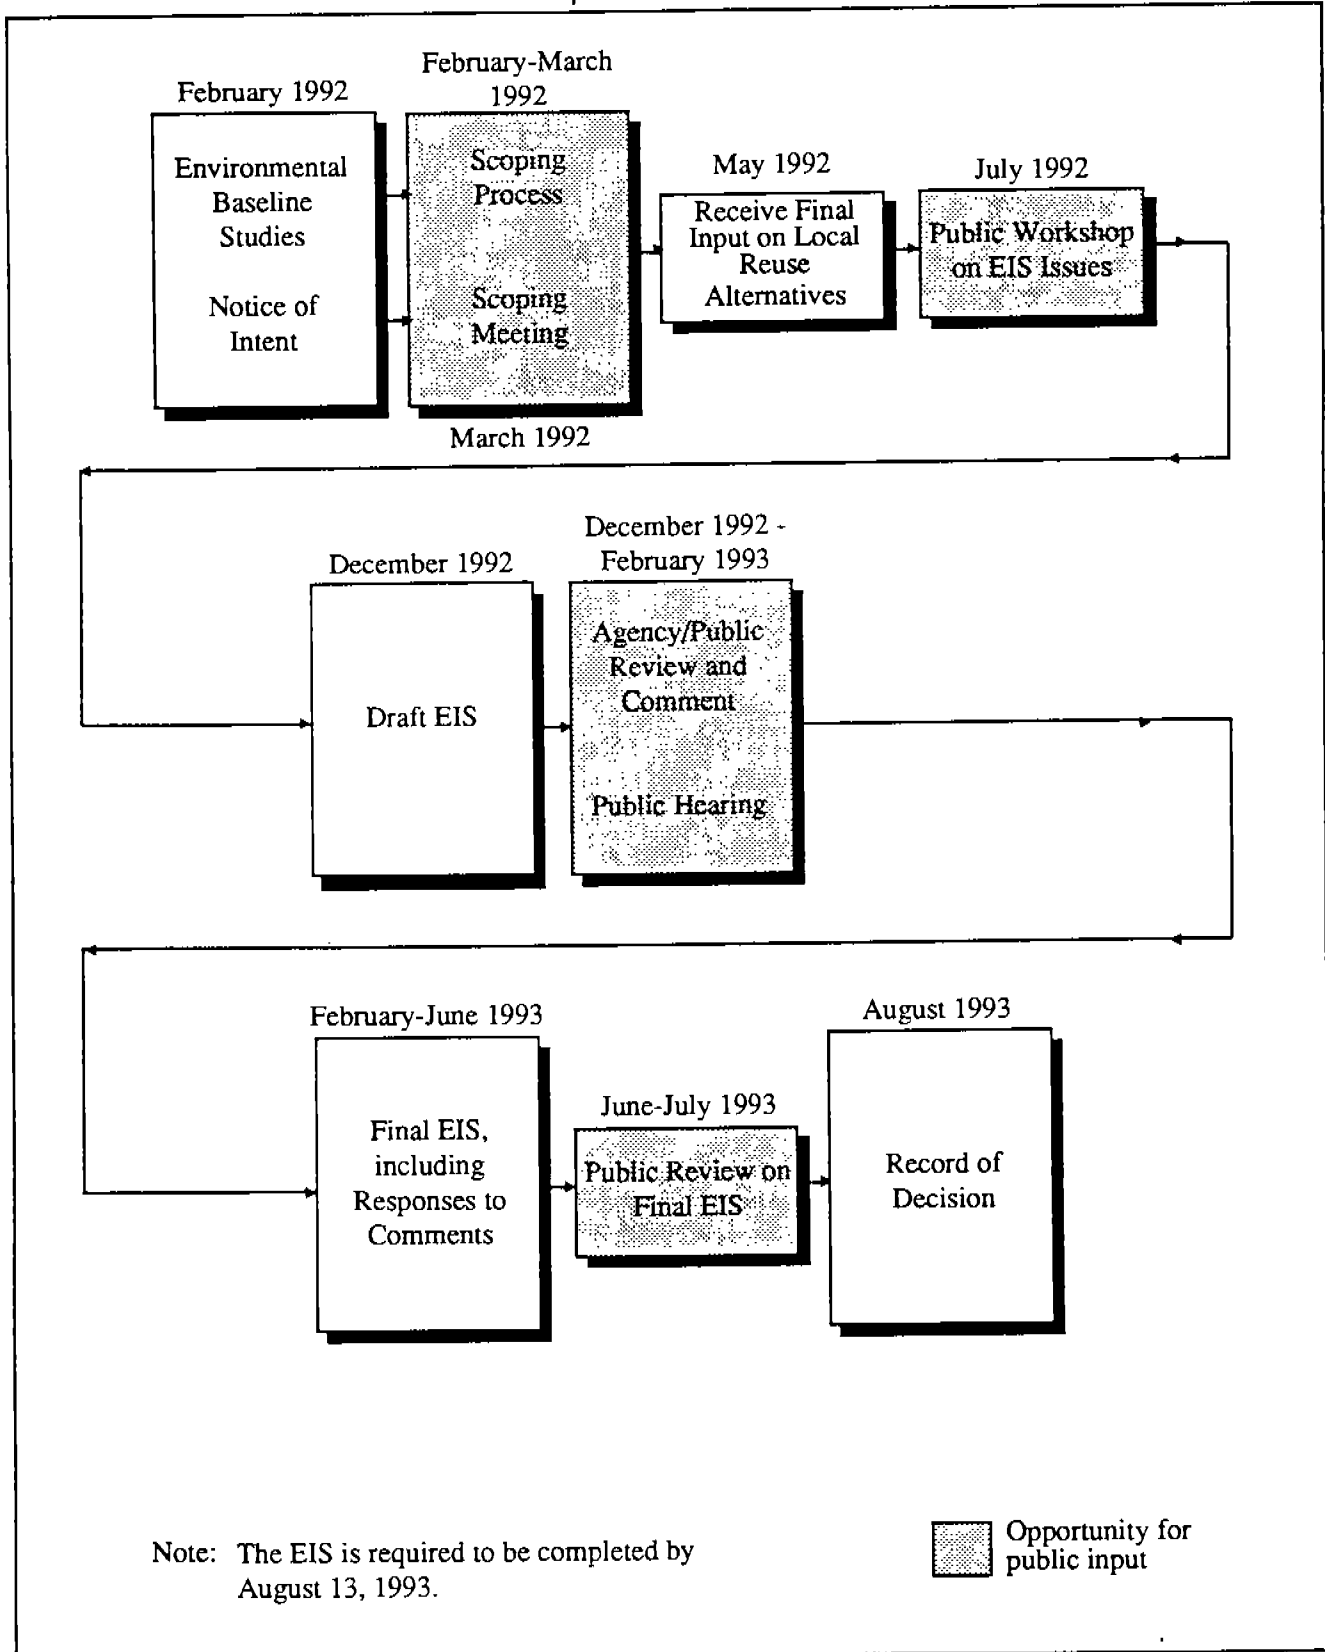 February 1992
Environmental
Baseline
Studies
Notice of
Intent
February-March
1992
Scoping
Process
Scoping
Meeting
March 1992
May 1992
Receive Final
Input on Local
Reuse
Alternatives
July 1992
Public Workshop
on EIS Issues
December 1992
Draft EIS
December 1992 -
February 1993
Agency/Public
Review and
Comment
Public Hearing
February-June 1993
Final EIS,
including
Responses to
Comments
June-July 1993
Public Review on
Final EIS
August 1993
Record of
Decision
Note: The EIS is required to be completed by
August 13, 1993.
Opportunity for
public input